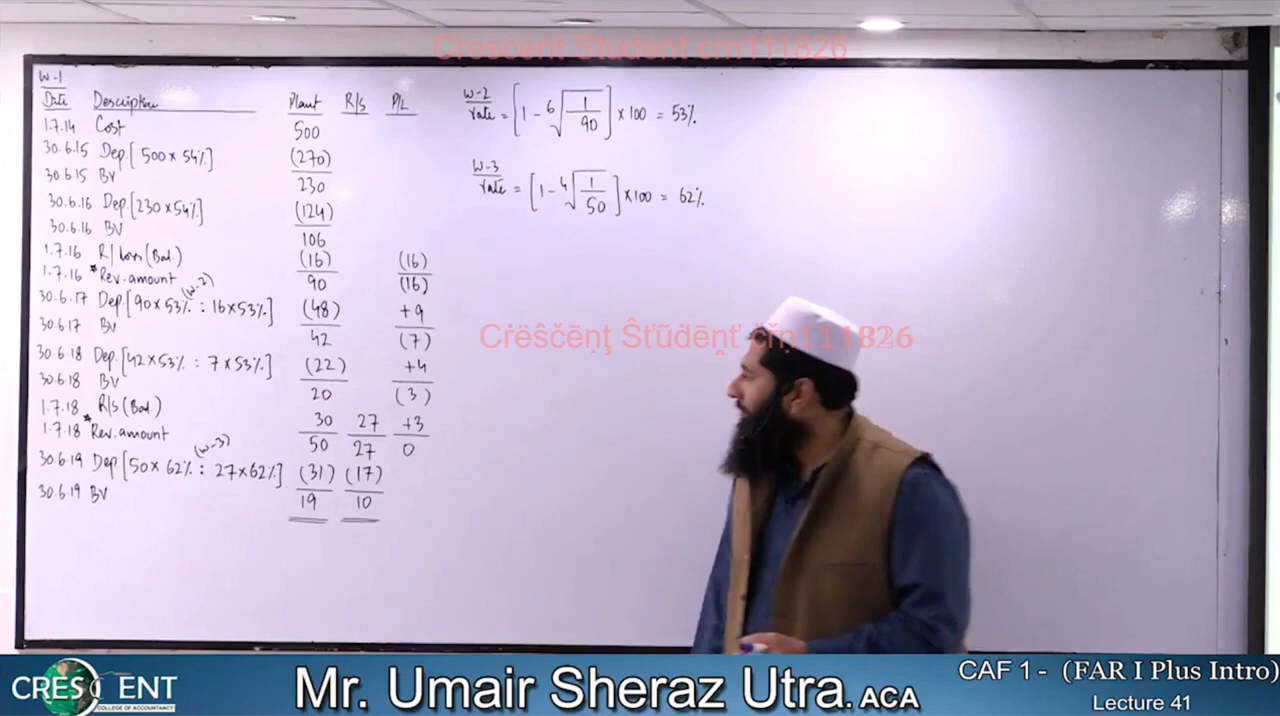 Crescent Student crn111826
W-1
Date Description Plant R/s P/L
1.7.14 Cost 500
30.6.15 Dep.[500 x 54%] (270)
30.6.15 BV 230
30.6.16 Dep.[230 x 54%] (124)
30.6.16 BV 106
1.7.16 R/loss (Bal.) (16) (16)
1.7.16 *Rev. amount 90 (16)
30.6.17 Dep[90 x 53% (W-2) : 16 x 53%] (48) +9
30.6.17 BV 42 (7)
30.6.18 Dep.[42 x 53% : 7 x 53%] (22) +4
30.6.18 BV 20 (3)
1.7.18 R/s (Bal.) 30 27 +3
1.7.18 *Rev. amount 50 27 0
30.6.19 Dep[50 x 62% (W-3) : 27 x 62%] (31) (17)
30.6.19 BV 19 10
W-2
rate = [1 - ⁶√(1/90)] x 100 = 53%
W-3
rate = [1 - ⁴√(1/50)] x 100 = 62%
CRESCENT
COLLEGE OF ACCOUNTANCY
Mr. Umair Sheraz Utra. ACA
CAF 1 - (FAR I Plus Intro)
Lecture 41